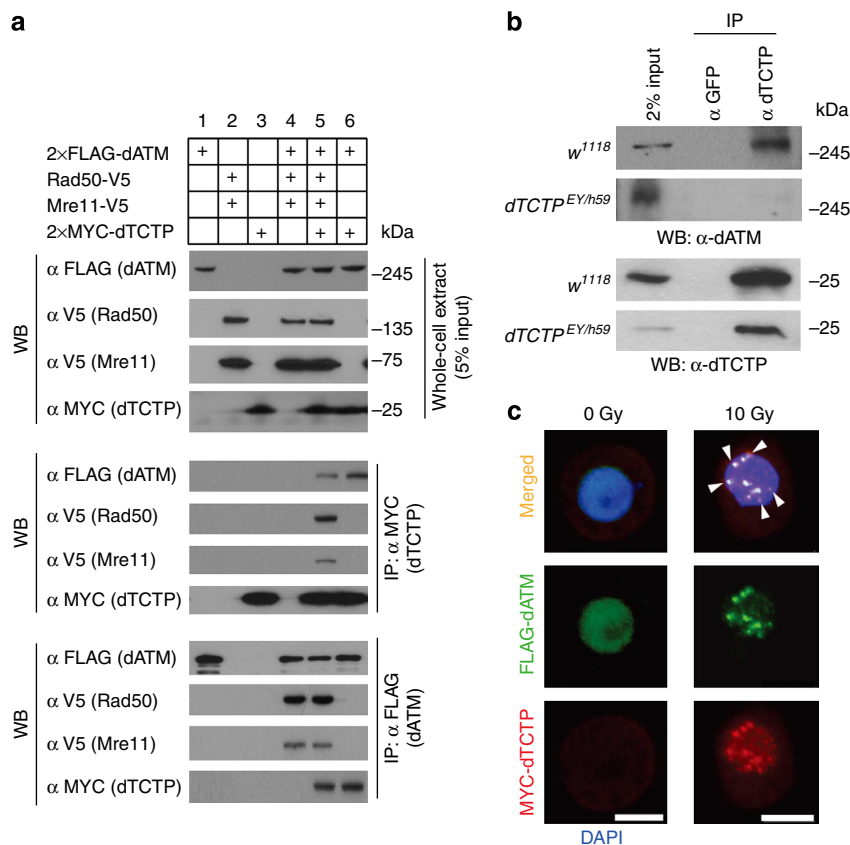 a
1 2 3 4 5 6
2×FLAG-dATM + + + +
Rad50-V5 + + +
Mre11-V5 + + +
2×MYC-dTCTP + + + kDa
WB
α FLAG (dATM) –245
α V5 (Rad50) –135
α V5 (Mre11) –75
α MYC (dTCTP) –25
Whole-cell extract
(5% input)
WB
α FLAG (dATM)
α V5 (Rad50)
α V5 (Mre11)
α MYC (dTCTP)
IP: α MYC
(dTCTP)
WB
α FLAG (dATM)
α V5 (Rad50)
α V5 (Mre11)
α MYC (dTCTP)
IP: α FLAG
(dATM)
b
IP
2% input α GFP α dTCTP kDa
w1118 –245
dTCTP EY/h59 –245
WB: α-dATM
w1118 –25
dTCTP EY/h59 –25
WB: α-dTCTP
c
0 Gy 10 Gy
Merged
FLAG-dATM
MYC-dTCTP
DAPI